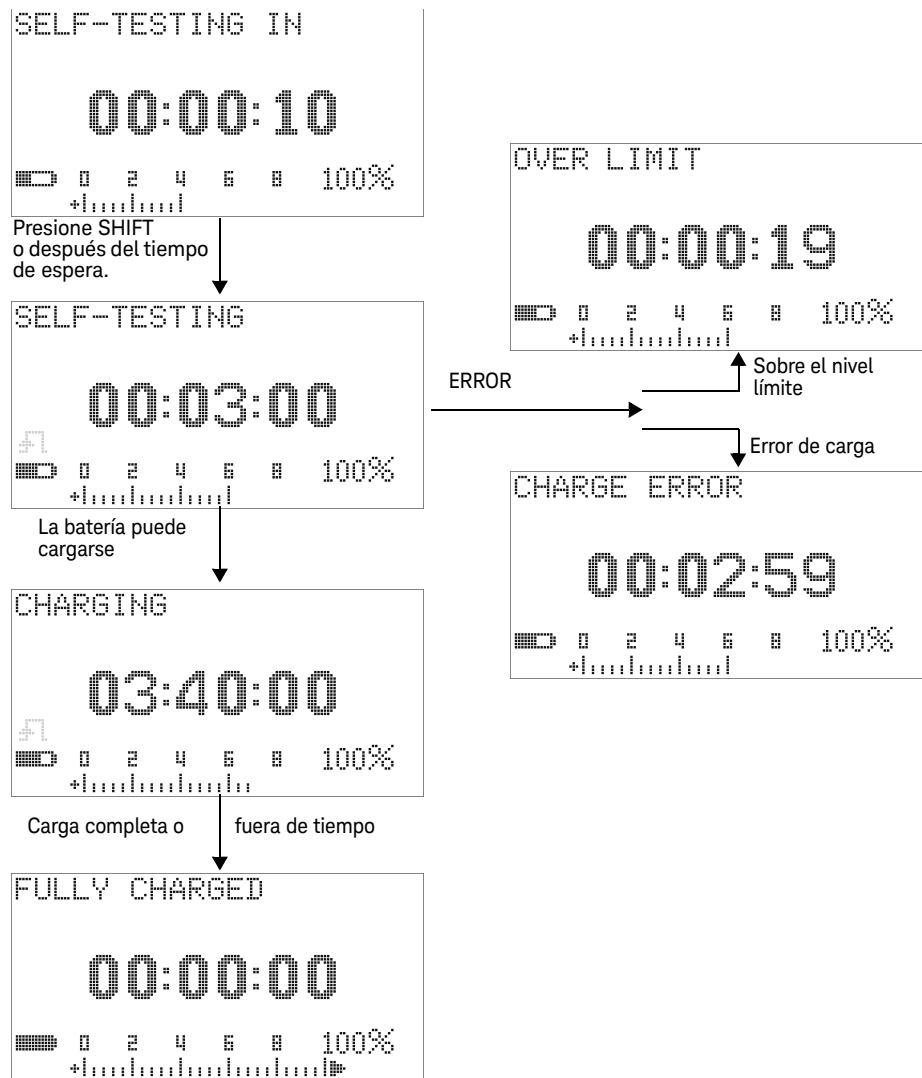 SELF-TESTING IN
00:00:10
0 2 4 6 8 100%
Presione SHIFT
o después del tiempo
de espera.
SELF-TESTING
00:03:00
0 2 4 6 8 100%
La batería puede
cargarse
CHARGING
03:40:00
0 2 4 6 8 100%
Carga completa o fuera de tiempo
FULLY CHARGED
00:00:00
0 2 4 6 8 100%
ERROR
OVER LIMIT
00:00:19
0 2 4 6 8 100%
Sobre el nivel
límite
Error de carga
CHARGE ERROR
00:02:59
0 2 4 6 8 100%